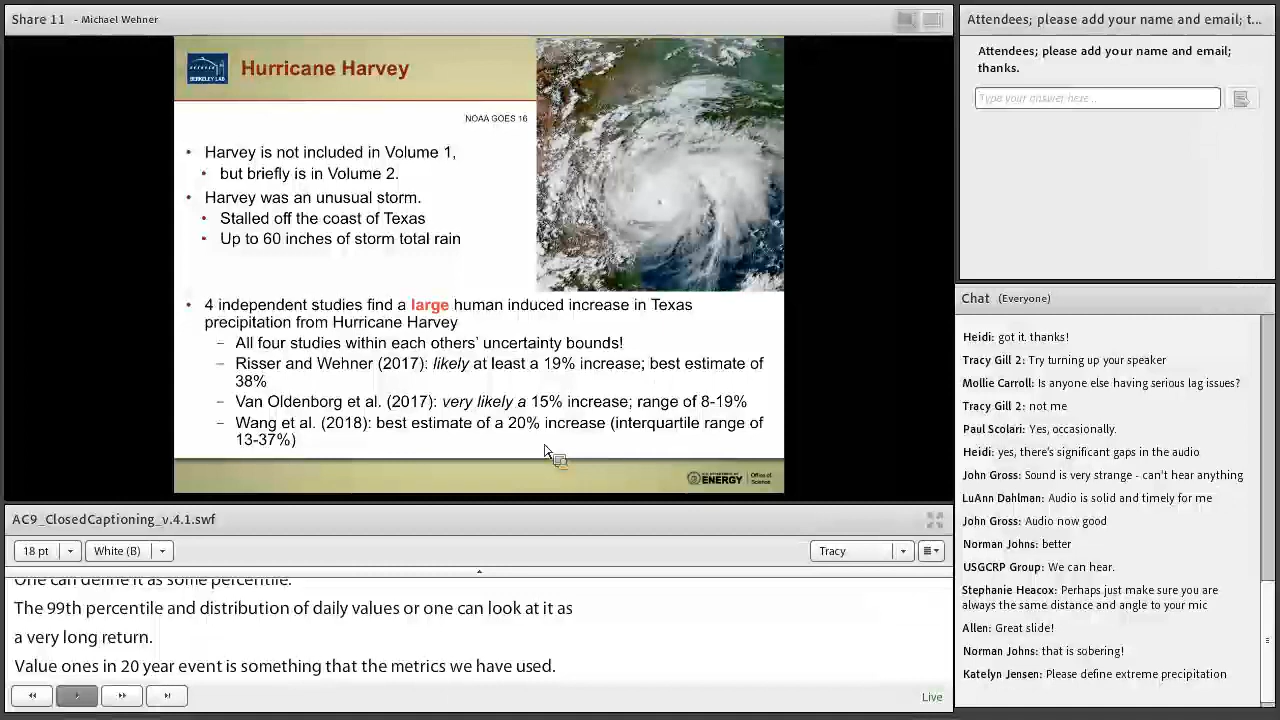 Share 11 - Michael Wehner
BERKELEY LAB
Hurricane Harvey
NOAA GOES 16
• Harvey is not included in Volume 1,
• but briefly is in Volume 2.
• Harvey was an unusual storm.
• Stalled off the coast of Texas
• Up to 60 inches of storm total rain
• 4 independent studies find a large human induced increase in Texas
precipitation from Hurricane Harvey
– All four studies within each others' uncertainty bounds!
– Risser and Wehner (2017): likely at least a 19% increase; best estimate of
38%
– Van Oldenborg et al. (2017): very likely a 15% increase; range of 8-19%
– Wang et al. (2018): best estimate of a 20% increase (interquartile range of
13-37%)
ENERGY
Office of
Science
AC9_ClosedCaptioning_v.4.1.swf
18 pt
White (B)
Tracy
One can define it as some percentile.
The 99th percentile and distribution of daily values or one can look at it as
a very long return.
Value ones in 20 year event is something that the metrics we have used.
Live
Attendees; please add your name and email; t...
Attendees; please add your name and email;
thanks.
Type your answer here...
Chat (Everyone)
Heidi: got it. thanks!
Tracy Gill 2: Try turning up your speaker
Mollie Carroll: Is anyone else having serious lag issues?
Tracy Gill 2: not me
Paul Scolari: Yes, occasionally.
Heidi: yes, there's significant gaps in the audio
John Gross: Sound is very strange - can't hear anything
LuAnn Dahlman: Audio is solid and timely for me
John Gross: Audio now good
Norman Johns: better
USGCRP Group: We can hear.
Stephanie Heacox: Perhaps just make sure you are
always the same distance and angle to your mic
Allen: Great slide!
Norman Johns: that is sobering!
Katelyn Jensen: Please define extreme precipitation